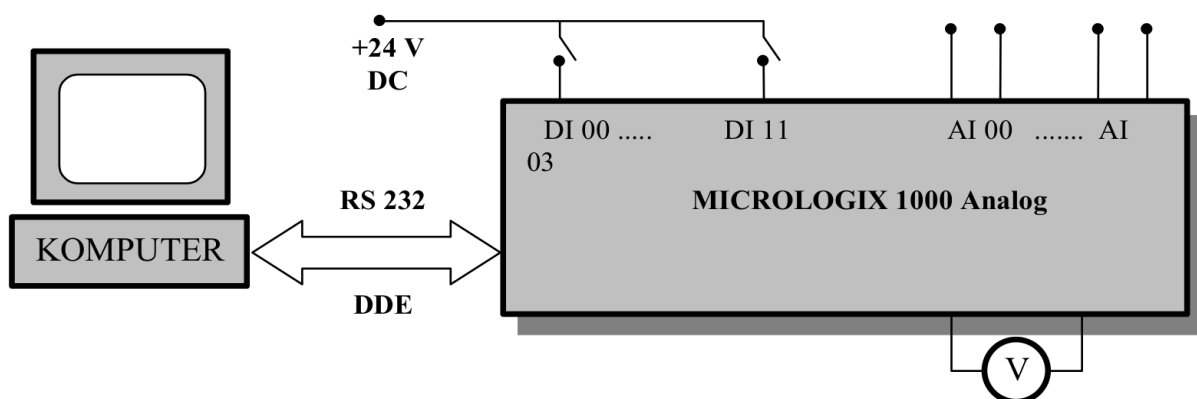 +24 V
DC
DI 00 ..... DI 11 AI 00 ....... AI
03
MICROLOGIX 1000 Analog
RS 232
KOMPUTER
DDE
V